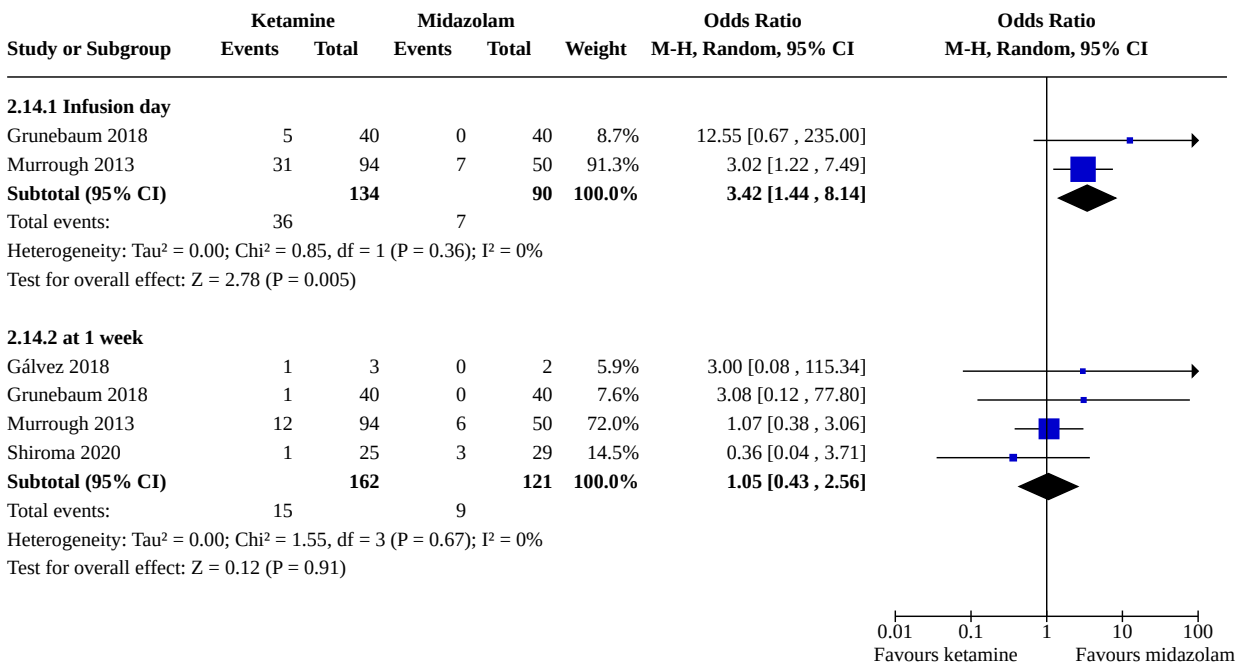 Ketamine Midazolam Odds Ratio Odds Ratio
Study or Subgroup Events Total Events Total Weight M-H, Random, 95% CI M-H, Random, 95% CI
2.14.1 Infusion day
Grunebaum 2018 5 40 0 40 8.7% 12.55 [0.67 , 235.00]
Murrough 2013 31 94 7 50 91.3% 3.02 [1.22 , 7.49]
Subtotal (95% CI) 134 90 100.0% 3.42 [1.44 , 8.14]
Total events: 36 7
Heterogeneity: Tau² = 0.00; Chi² = 0.85, df = 1 (P = 0.36); I² = 0%
Test for overall effect: Z = 2.78 (P = 0.005)
2.14.2 at 1 week
Gálvez 2018 1 3 0 2 5.9% 3.00 [0.08 , 115.34]
Grunebaum 2018 1 40 0 40 7.6% 3.08 [0.12 , 77.80]
Murrough 2013 12 94 6 50 72.0% 1.07 [0.38 , 3.06]
Shiroma 2020 1 25 3 29 14.5% 0.36 [0.04 , 3.71]
Subtotal (95% CI) 162 121 100.0% 1.05 [0.43 , 2.56]
Total events: 15 9
Heterogeneity: Tau² = 0.00; Chi² = 1.55, df = 3 (P = 0.67); I² = 0%
Test for overall effect: Z = 0.12 (P = 0.91)
0.01 0.1 1 10 100
Favours ketamine Favours midazolam